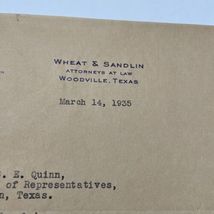 WHEAT & SANDLIN
ATTORNEYS AT LAW
WOODVILLE, TEXAS
March 14, 1935
. E. Quinn,
of Representatives,
n, Texas.